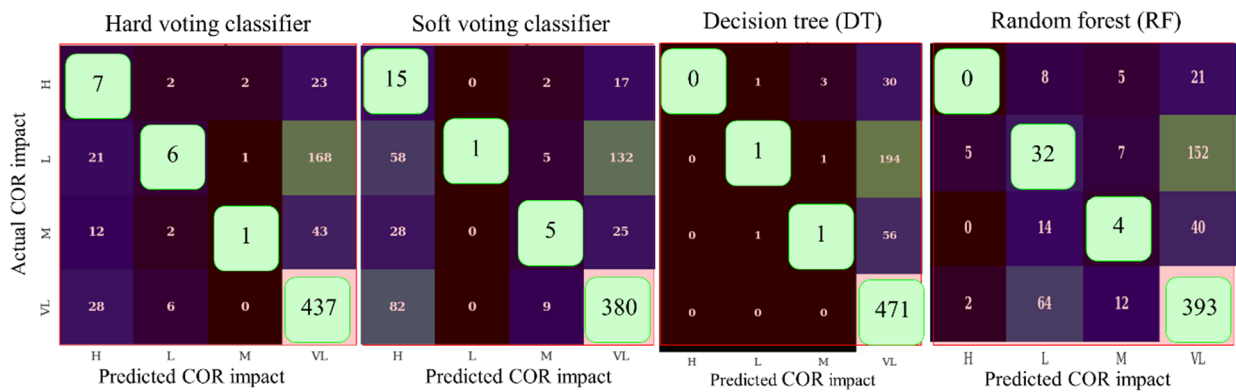 Hard voting classifier
Soft voting classifier
Decision tree (DT)
Random forest (RF)
Actual COR impact
H
L
M
VL
7 2 2 23
21 6 1 168
12 2 1 43
28 6 0 437
H L M VL
Predicted COR impact
15 0 2 17
58 1 5 132
28 0 5 25
82 0 9 380
H L M VL
Predicted COR impact
0 1 3 30
0 1 1 194
0 1 1 56
0 0 0 471
H L M VL
Predicted COR impact
0 8 5 21
5 32 7 152
0 14 4 40
2 64 12 393
H L M VL
Predicted COR impact